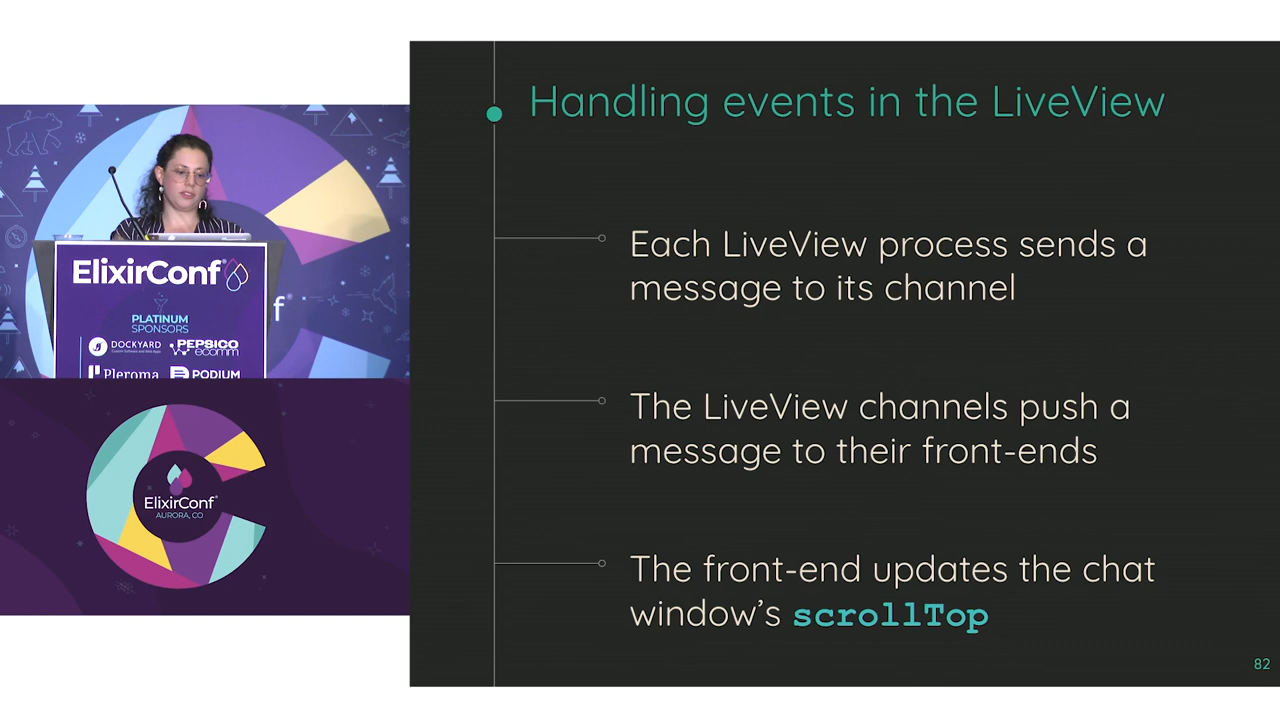 Handling events in the LiveView
Each LiveView process sends a
message to its channel
The LiveView channels push a
message to their front-ends
The front-end updates the chat
window's scrollTop
82
ElixirConf
f
PLATINUM
SPONSORS
DOCKYARD
PEPSICO
ecomm
Pleroma
PODIUM
ElixirConf
AURORA, CO